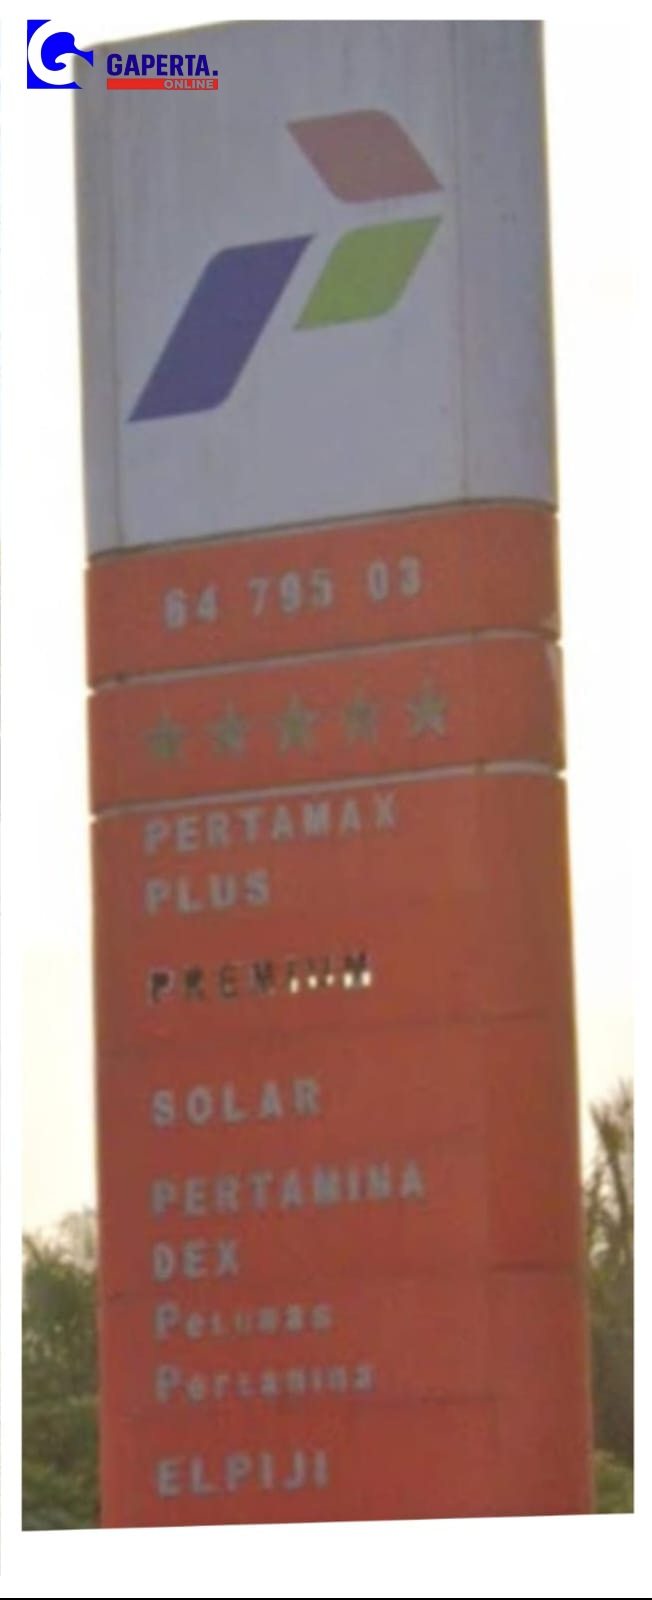 GAPERTA.
ONLINE
64 795 03
PERTAMAX
PLUS
PREMIUM
SOLAR
PERTAMINA
DEX
Pelumas
Pertamina
ELPIJI